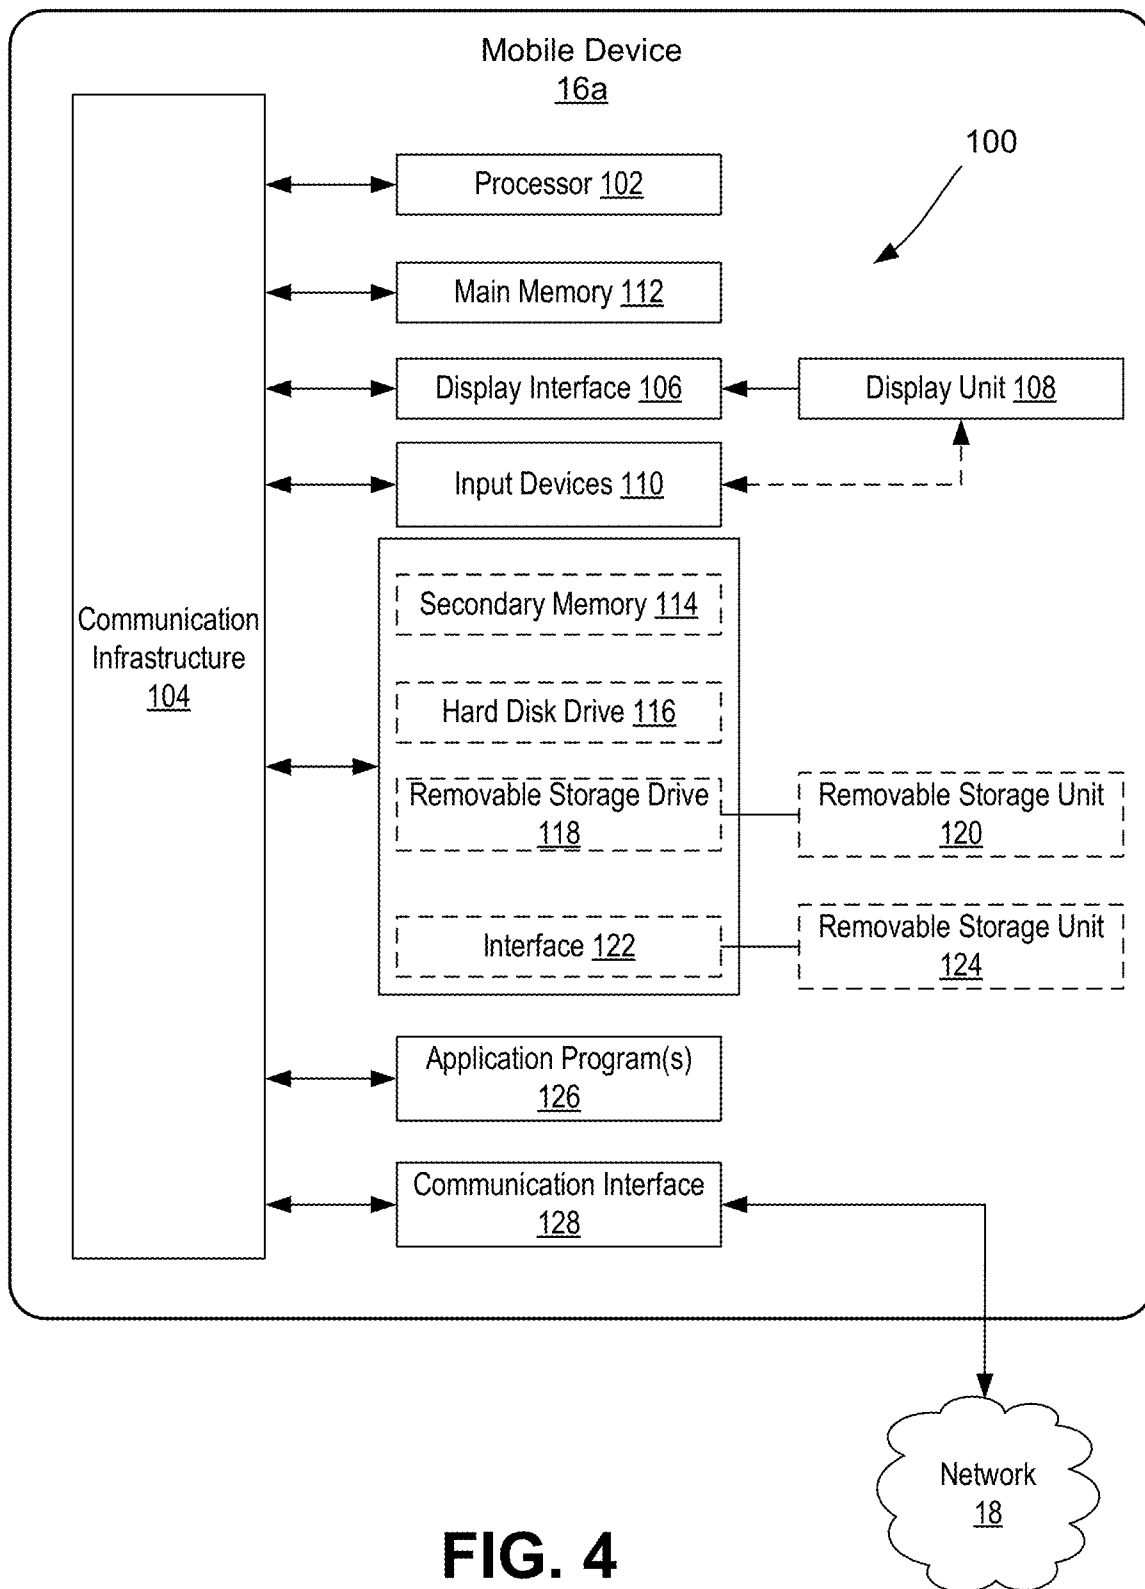 Mobile Device
16a
100
Processor 102
Main Memory 112
Display Interface 106
Display Unit 108
Input Devices 110
Communication
Infrastructure
104
Secondary Memory 114
Hard Disk Drive 116
Removable Storage Drive
118
Removable Storage Unit
120
Interface 122
Removable Storage Unit
124
Application Program(s)
126
Communication Interface
128
Network
18
FIG. 4